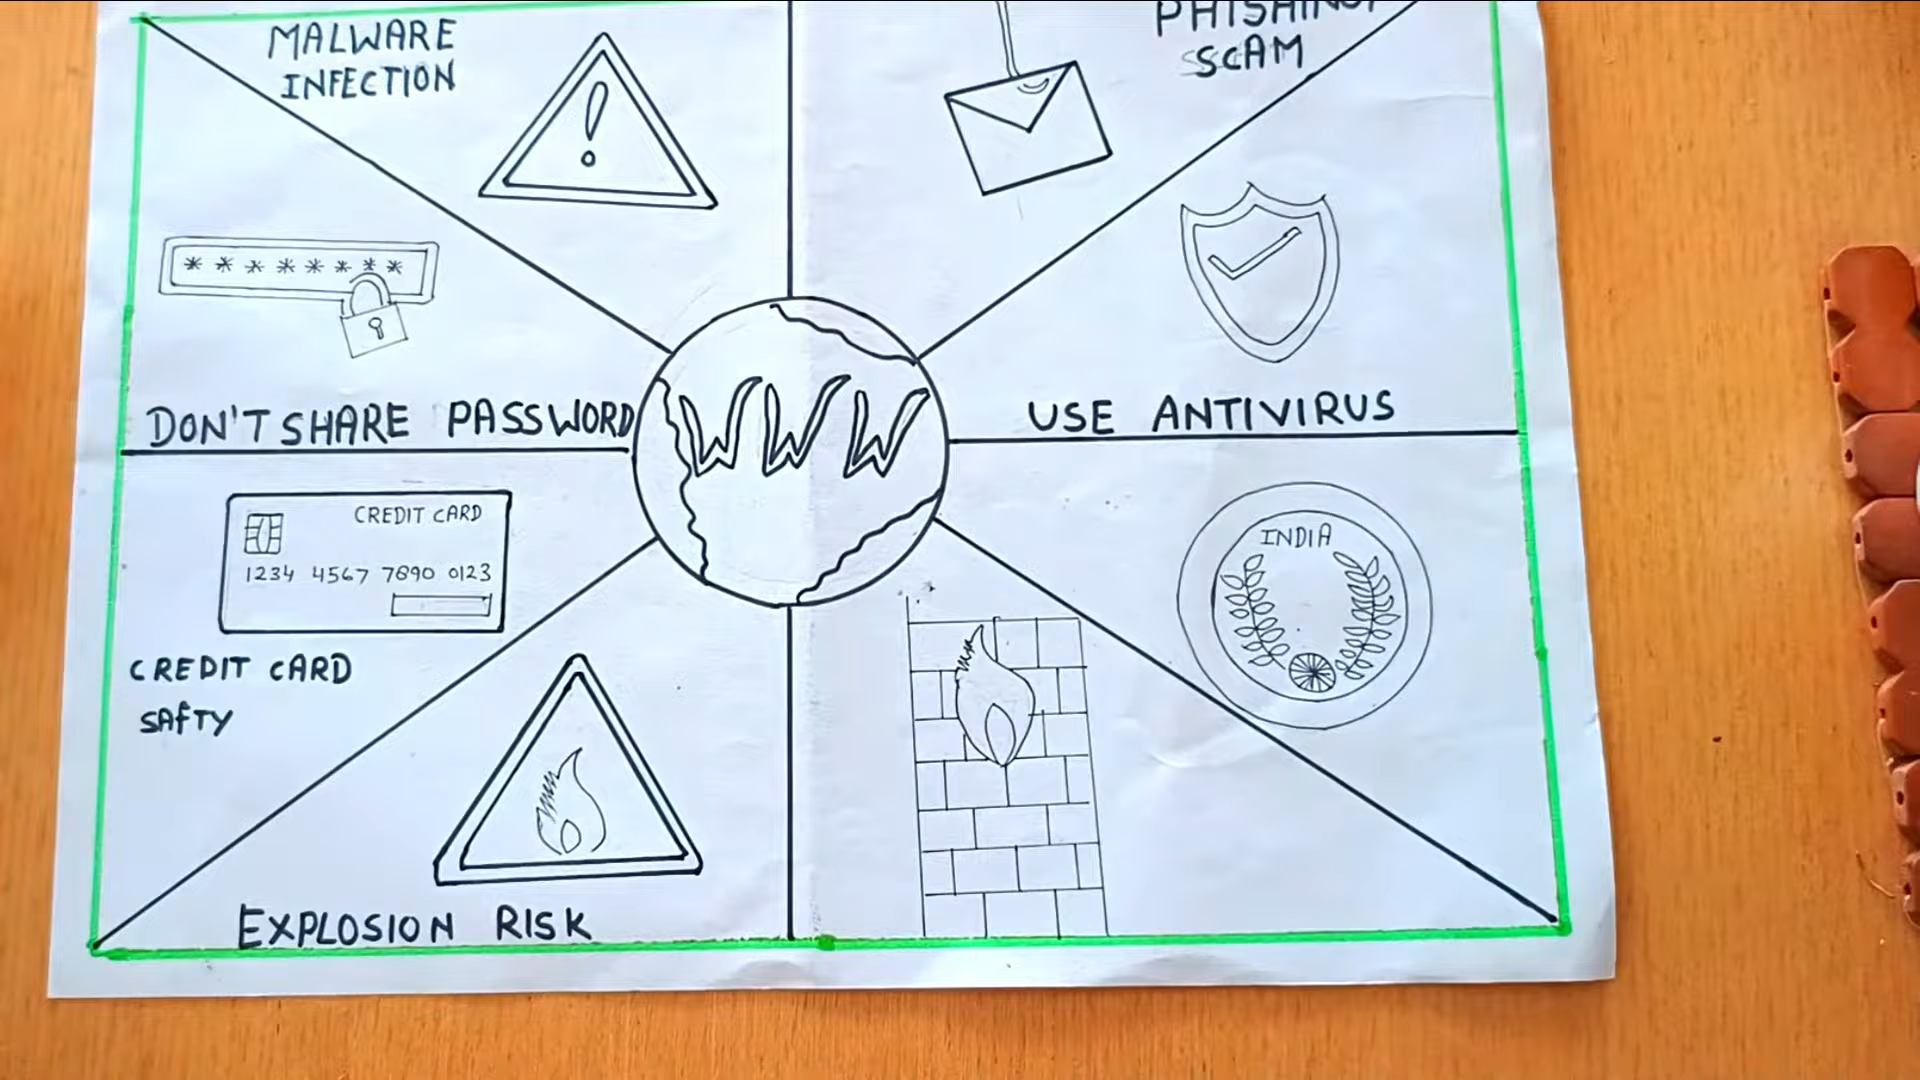 MALWARE
INFECTION
PHISHING
SCAM
* * * * * * * *
DON'T SHARE PASSWORD
USE ANTIVIRUS
WWW
CREDIT CARD
1234 4567 7890 0123
CREDIT CARD
SAFTY
INDIA
EXPLOSION RISK